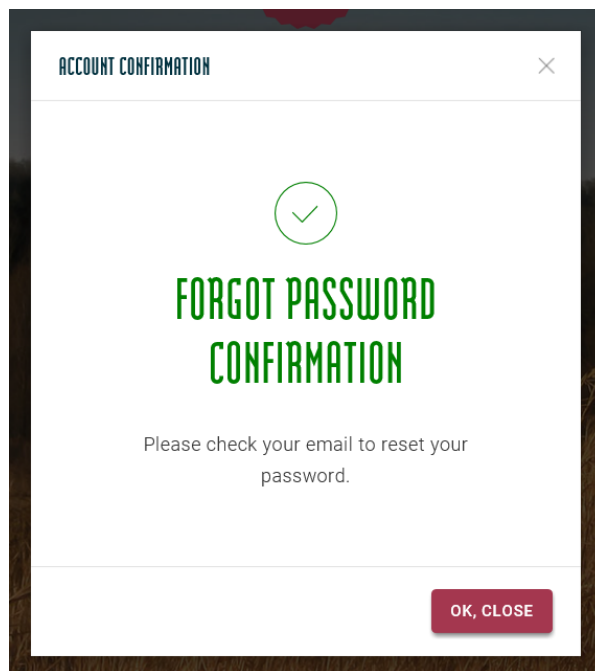 ACCOUNT CONFIRMATION
FORGOT PASSWORD
CONFIRMATION
Please check your email to reset your
password.
OK, CLOSE